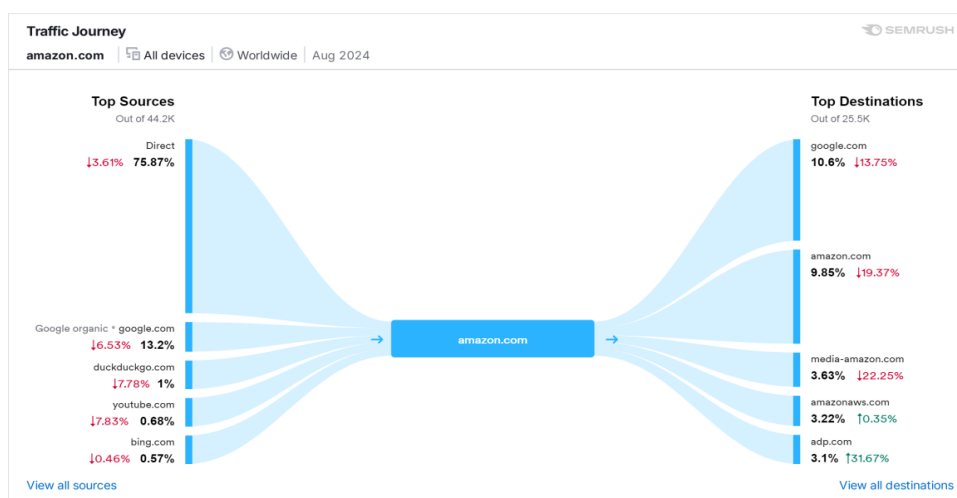 Traffic Journey
SEMRUSH
amazon.com All devices Worldwide Aug 2024
Top Sources
Out of 44.2K
Direct
↓3.61% 75.87%
Google organic • google.com
↓6.53% 13.2%
duckduckgo.com
↓7.78% 1%
youtube.com
↓7.83% 0.68%
bing.com
↓0.46% 0.57%
View all sources
→ amazon.com →
Top Destinations
Out of 25.5K
google.com
10.6% ↓13.75%
amazon.com
9.85% ↓19.37%
media-amazon.com
3.63% ↓22.25%
amazonaws.com
3.22% ↑0.35%
adp.com
3.1% ↑31.67%
View all destinations